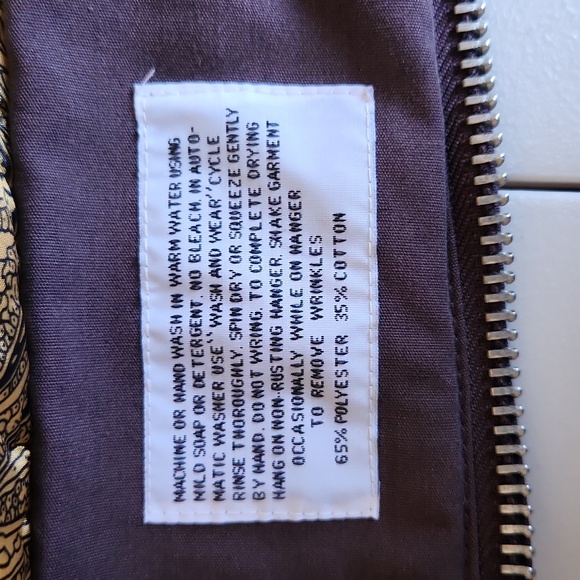 MACHINE OR HAND WASH IN WARM WATER USING
MILD SOAP OR DETERGENT. NO BLEACH. IN AUTO-
MATIC WASHER USE "WASH AND WEAR" CYCLE
RINSE THOROUGHLY. SPIN DRY OR SQUEEZE GENTLY
BY HAND. DO NOT WRING. TO COMPLETE DRYING
HANG ON NON-RUSTING HANGER. SHAKE GARMENT
OCCASIONALLY WHILE ON HANGER
TO REMOVE WRINKLES
65% POLYESTER 35% COTTON